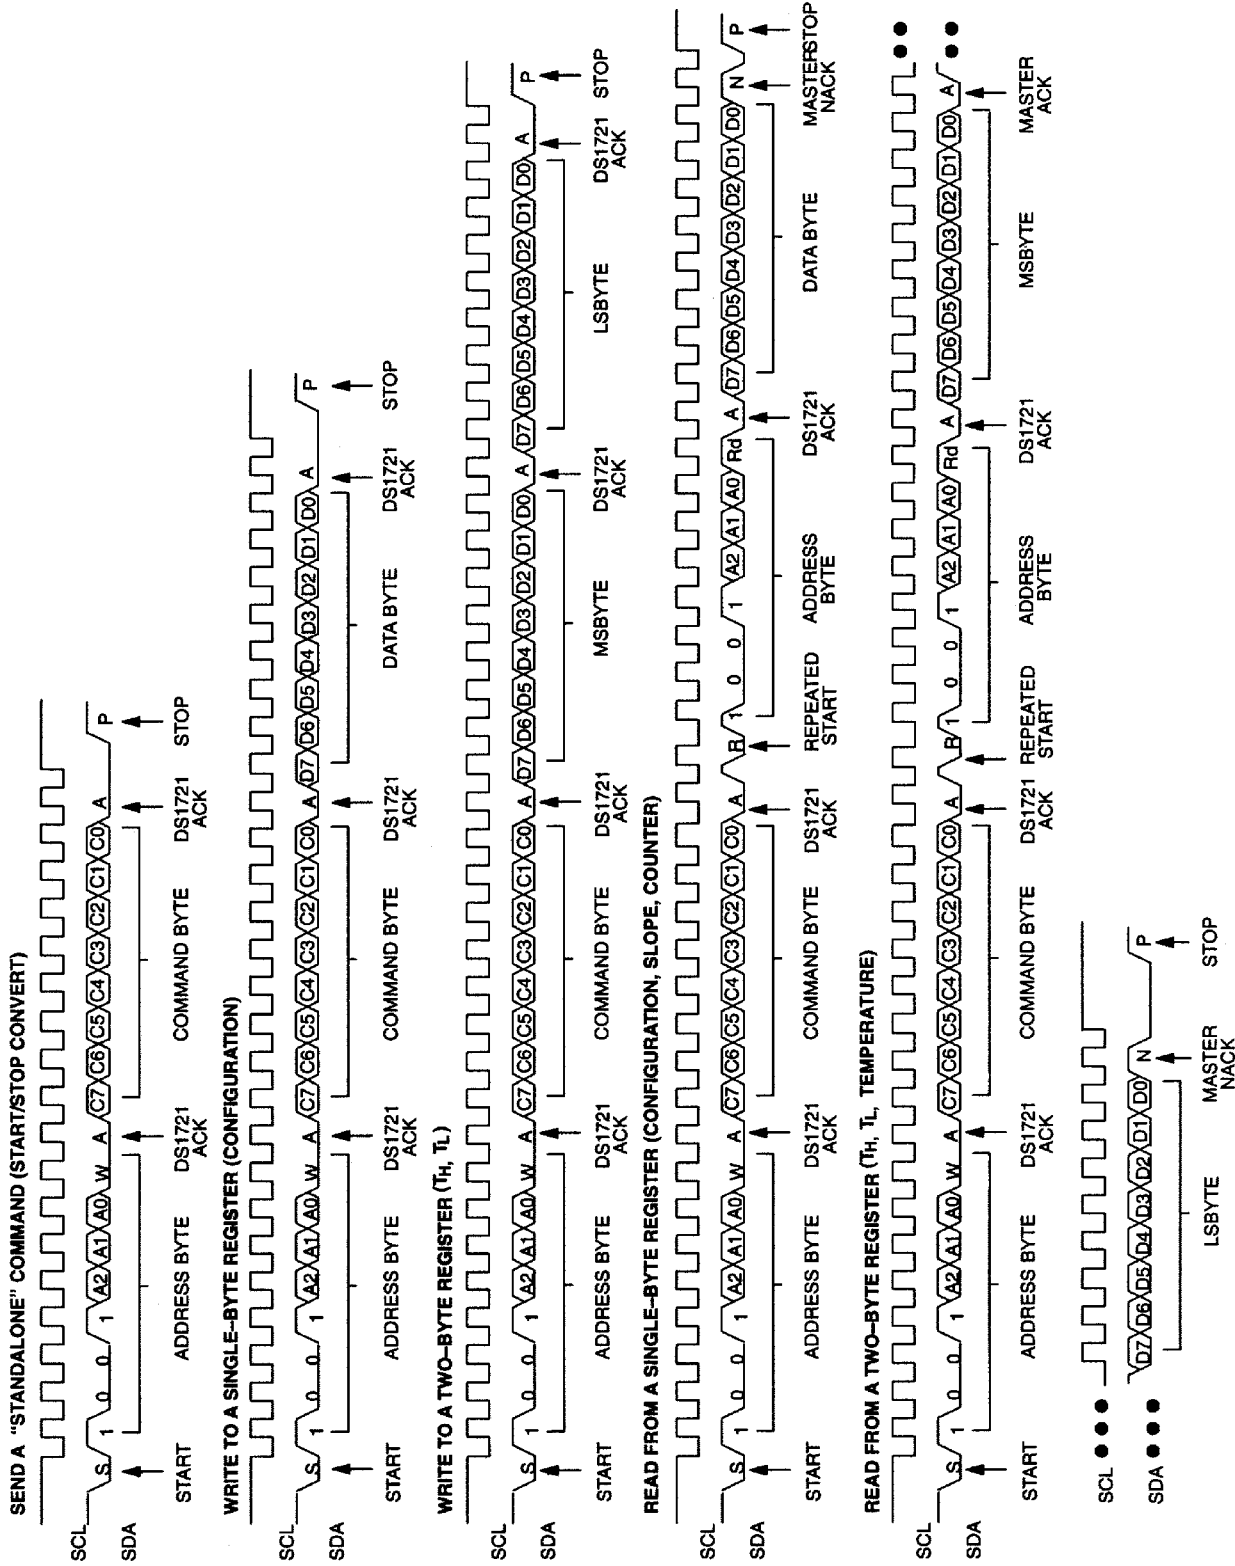 SEND A "STANDALONE" COMMAND (START/STOP CONVERT)
SCL
SDA
S 1 0 0 1 A2 A1 A0 W A C7 C6 C5 C4 C3 C2 C1 C0 A P
START ADDRESS BYTE DS1721 ACK COMMAND BYTE DS1721 ACK STOP
WRITE TO A SINGLE–BYTE REGISTER (CONFIGURATION)
SCL
SDA
S 1 0 0 1 A2 A1 A0 W A C7 C6 C5 C4 C3 C2 C1 C0 A D7 D6 D5 D4 D3 D2 D1 D0 A P
START ADDRESS BYTE DS1721 ACK COMMAND BYTE DS1721 ACK DATA BYTE DS1721 ACK STOP
WRITE TO A TWO–BYTE REGISTER (TH, TL)
SCL
SDA
S 1 0 0 1 A2 A1 A0 W A C7 C6 C5 C4 C3 C2 C1 C0 A D7 D6 D5 D4 D3 D2 D1 D0 A D7 D6 D5 D4 D3 D2 D1 D0 A P
START ADDRESS BYTE DS1721 ACK COMMAND BYTE DS1721 ACK MSBYTE DS1721 ACK LSBYTE DS1721 ACK STOP
READ FROM A SINGLE–BYTE REGISTER (CONFIGURATION, SLOPE, COUNTER)
SCL
SDA
S 1 0 0 1 A2 A1 A0 W A C7 C6 C5 C4 C3 C2 C1 C0 A R 1 0 0 1 A2 A1 A0 Rd A D7 D6 D5 D4 D3 D2 D1 D0 N P
START ADDRESS BYTE DS1721 ACK COMMAND BYTE DS1721 ACK REPEATED START ADDRESS BYTE DS1721 ACK DATA BYTE MASTER NACK STOP
READ FROM A TWO–BYTE REGISTER (TH, TL, TEMPERATURE)
SCL
SDA
S 1 0 0 1 A2 A1 A0 W A C7 C6 C5 C4 C3 C2 C1 C0 A R 1 0 0 1 A2 A1 A0 Rd A D7 D6 D5 D4 D3 D2 D1 D0 A
START ADDRESS BYTE DS1721 ACK COMMAND BYTE DS1721 ACK REPEATED START ADDRESS BYTE DS1721 ACK MSBYTE MASTER ACK
SCL
SDA
D7 D6 D5 D4 D3 D2 D1 D0 N P
LSBYTE MASTER NACK STOP